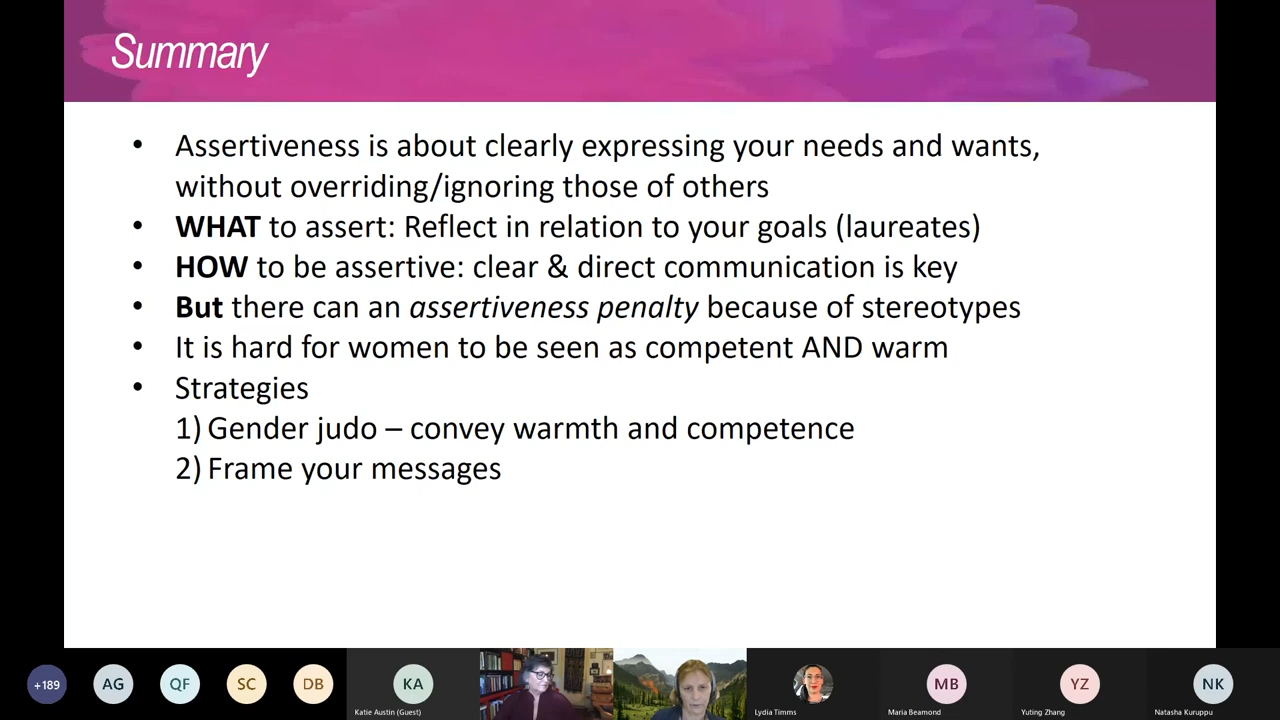 Summary
• Assertiveness is about clearly expressing your needs and wants,
without overriding/ignoring those of others
• WHAT to assert: Reflect in relation to your goals (laureates)
• HOW to be assertive: clear & direct communication is key
• But there can an assertiveness penalty because of stereotypes
• It is hard for women to be seen as competent AND warm
• Strategies
1) Gender judo – convey warmth and competence
2) Frame your messages
+189
AG
QF
SC
DB
KA
Katie Austin (Guest)
Lydia Timms
MB
Maria Beamond
YZ
Yuting Zhang
NK
Natasha Kuruppu